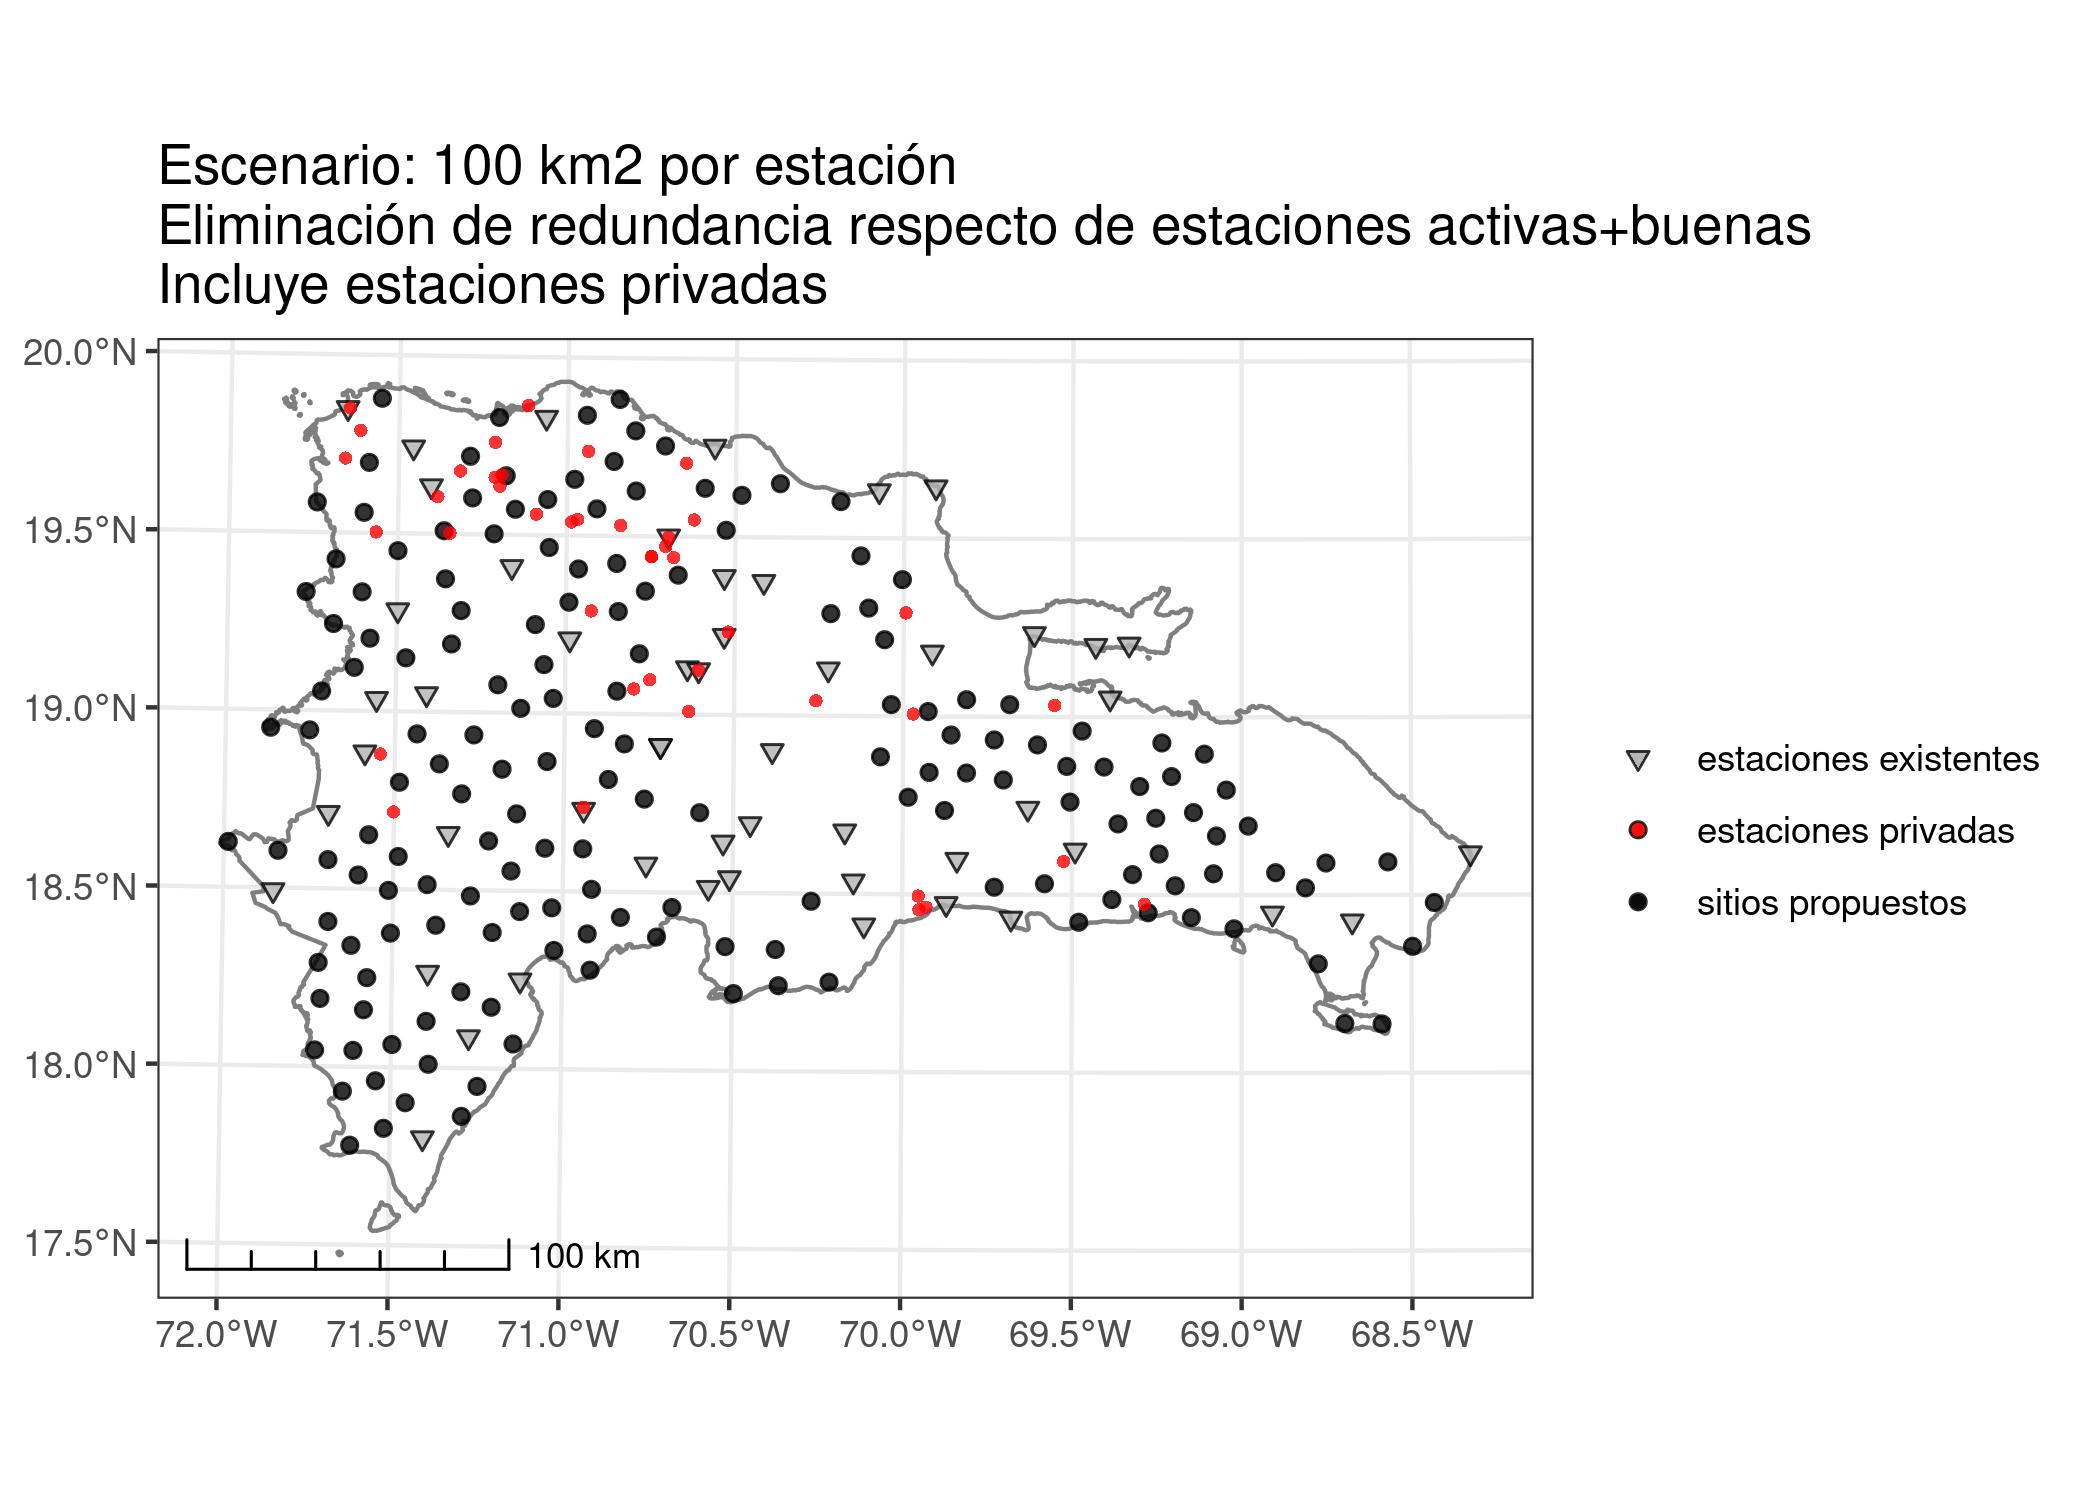 Escenario: 100 km2 por estación
Eliminación de redundancia respecto de estaciones activas+buenas
Incluye estaciones privadas
20.0°N
19.5°N
19.0°N
18.5°N
18.0°N
17.5°N
100 km
72.0°W 71.5°W 71.0°W 70.5°W 70.0°W 69.5°W 69.0°W 68.5°W
estaciones existentes
estaciones privadas
sitios propuestos